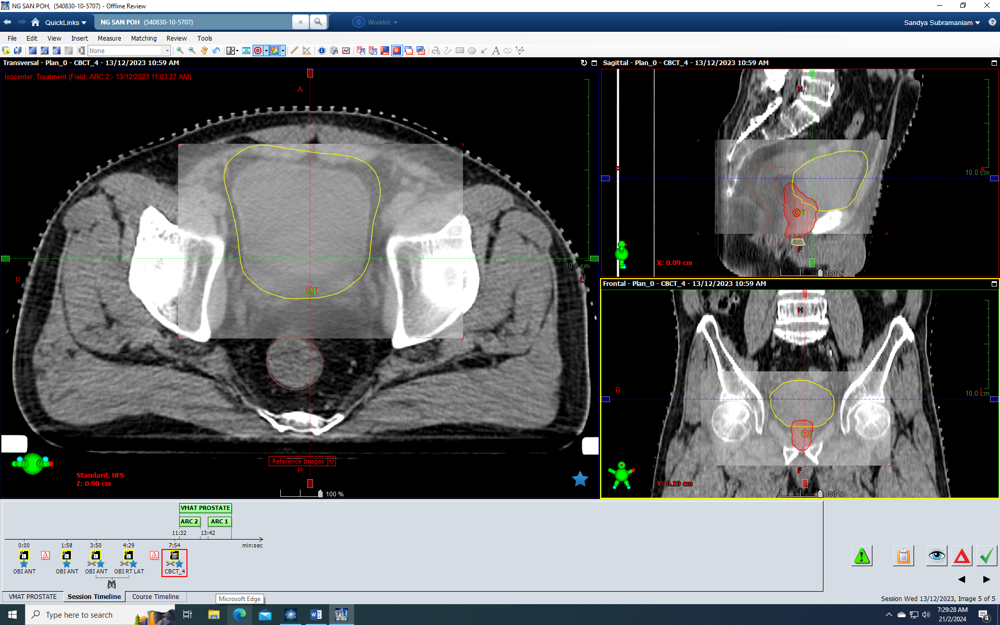 NG SAN POH, (540830-10-5707) - Offline Review
QuickLinks
NG SAN POH (540830-10-5707)
0 Worklist
Sandya Subramaniam
File Edit View Insert Measure Matching Review Tools
None
Transversal - Plan_0 - CBCT_4 - 13/12/2023 10:59 AM
Isocenter: Treatment (Field: ARC 2 - 13/12/2023 11:03:27 AM)
A
R
L
10.0 cm
T
Reference Images
P
Standard, HFS
Z: 0.90 cm
100 %
Sagittal - Plan_0 - CBCT_4 - 13/12/2023 10:59 AM
H
P
A
10.0 cm
T
F
X: 0.09 cm
100 %
Frontal - Plan_0 - CBCT_4 - 13/12/2023 10:59 AM
H
R
L
10.0 cm
T
F
Y: 0.19 cm
100 %
VMAT PROSTATE
ARC 2 ARC 1
11:32 13:42
0:00 1:58 3:50 4:29 7:54 min:sec
OBI ANT OBI ANT OBI ANT OBI RT LAT CBCT_4
VMAT PROSTATE Session Timeline Course Timeline
Microsoft Edge
Session Wed 13/12/2023, Image 5 of 5
Type here to search
7:29:28 AM
21/2/2024
4